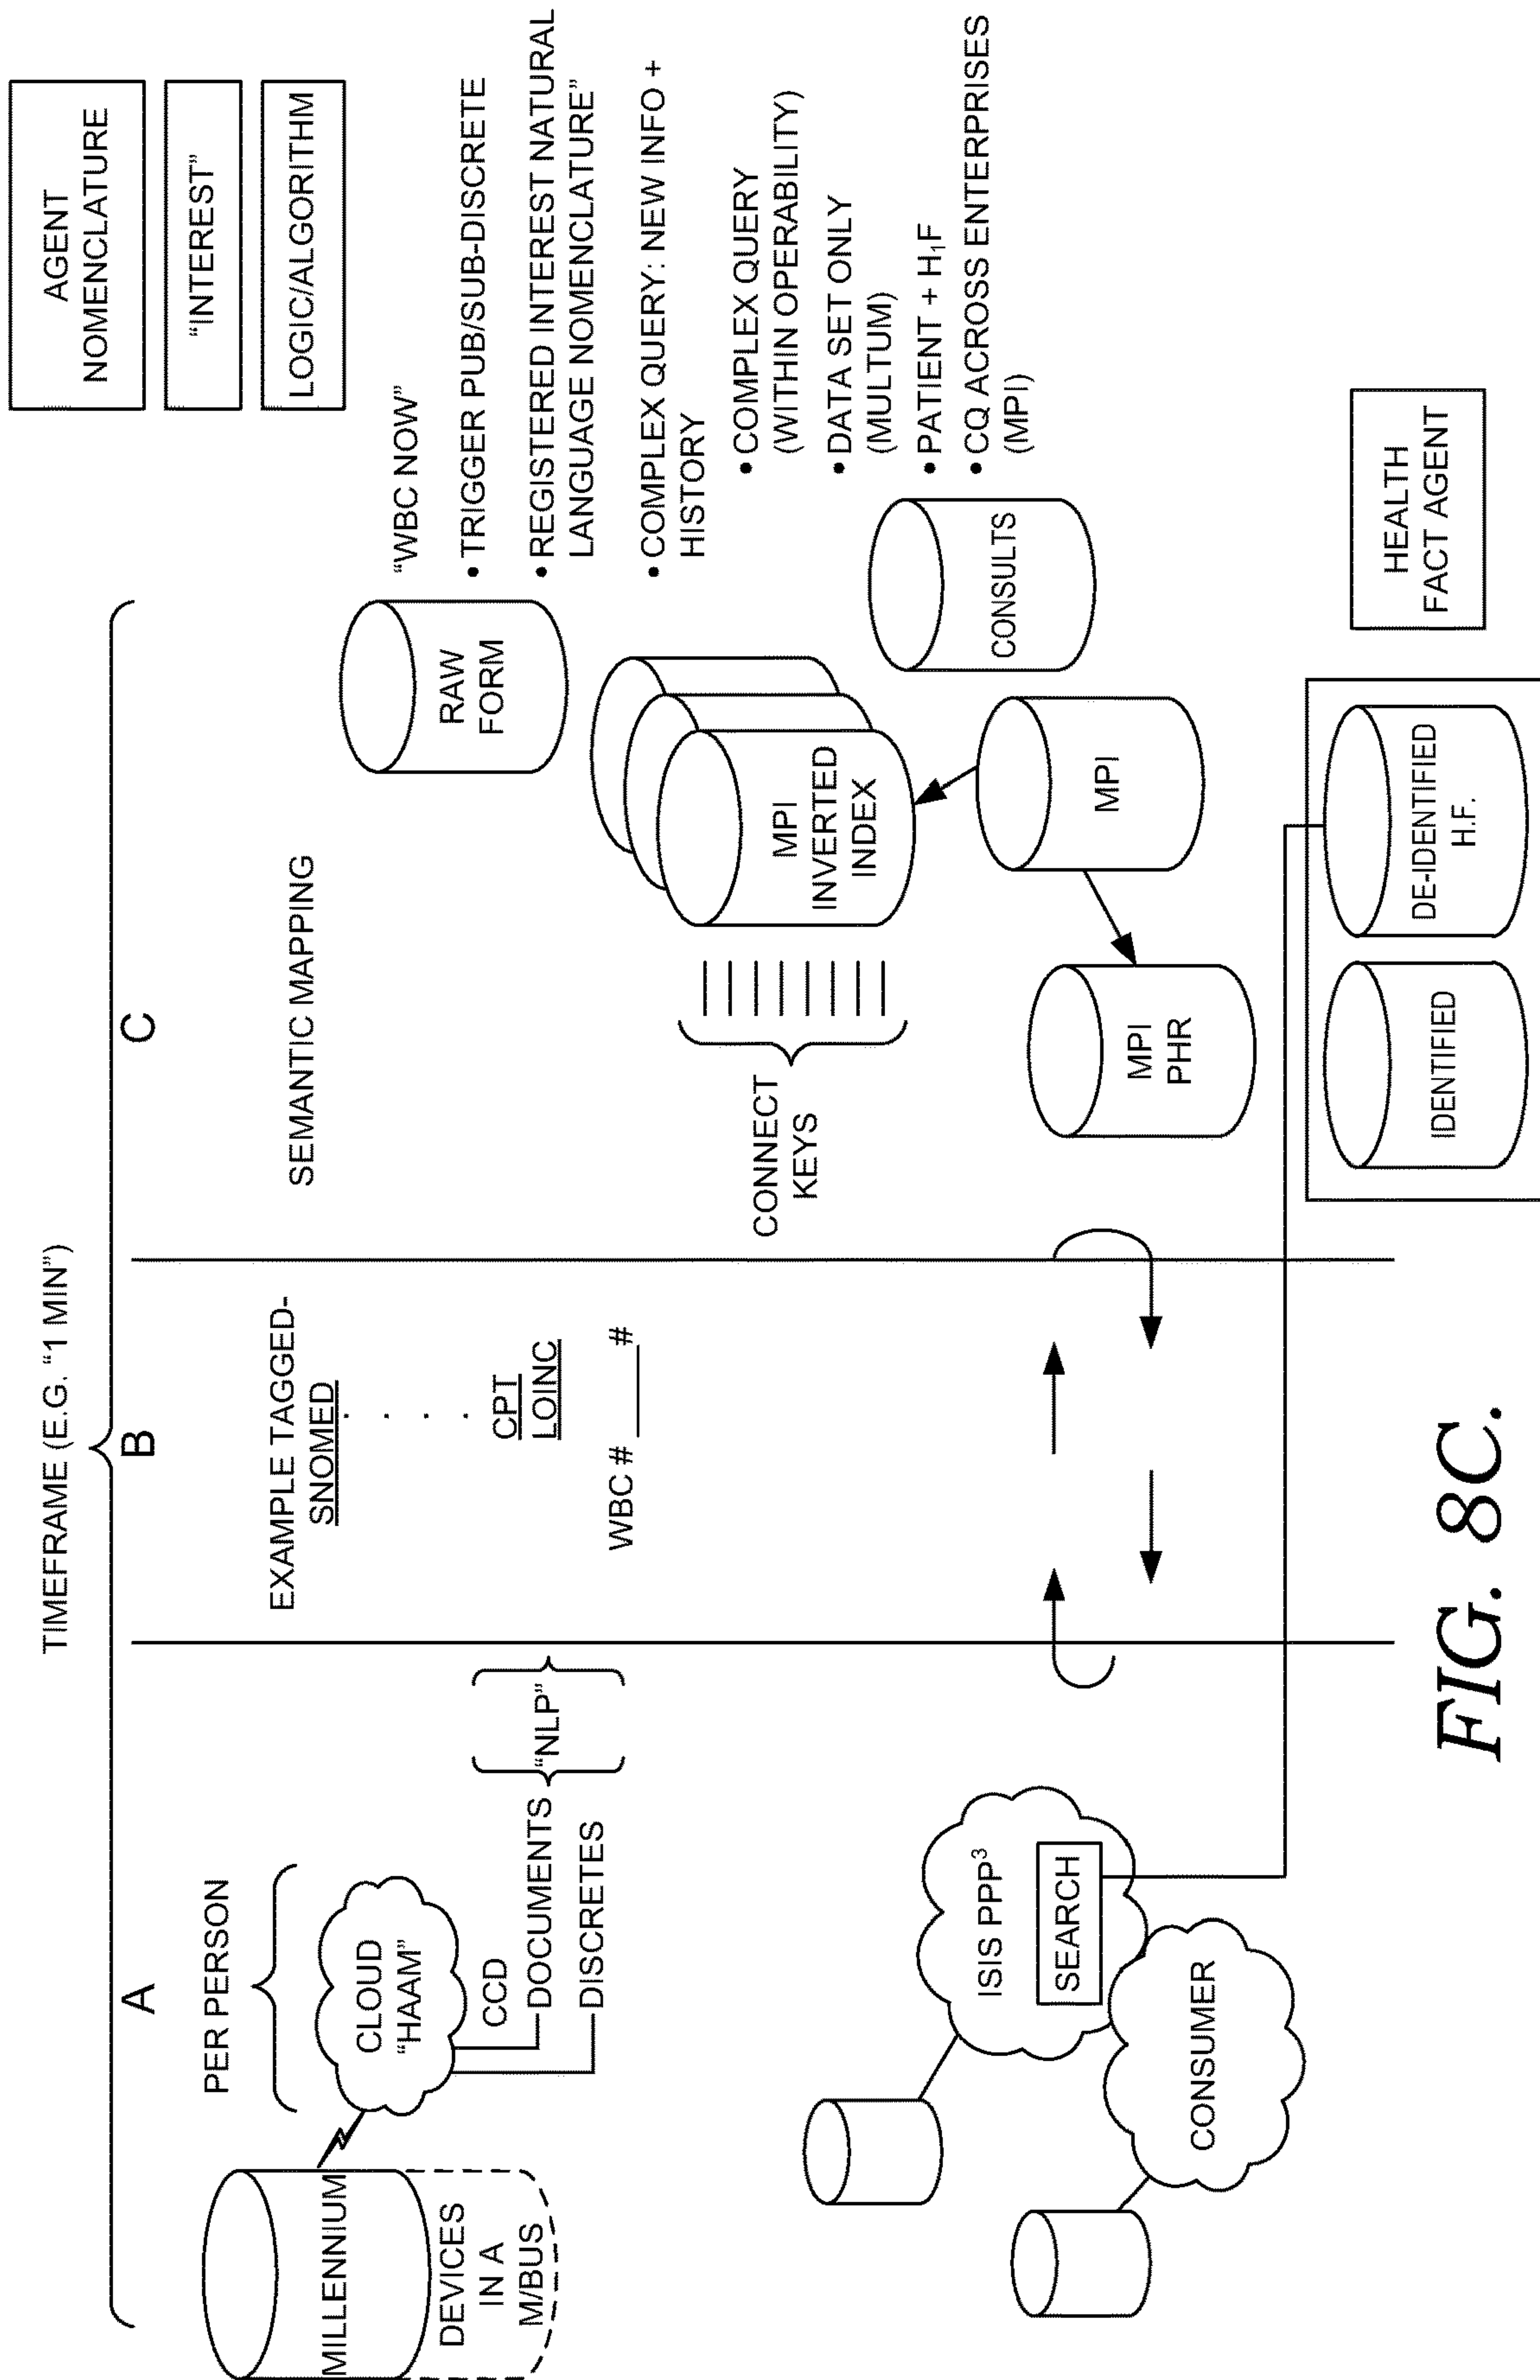 TIMEFRAME (E.G. “1 MIN”)
A
B
C
AGENT
NOMENCLATURE
“INTEREST”
LOGIC/ALGORITHM
PER PERSON
MILLENNIUM
DEVICES
IN A
M/BUS
CLOUD
“HAAM”
CCD
DOCUMENTS
DISCRETES
“NLP”
EXAMPLE TAGGED-
SNOMED
. . . .
CPT
LOINC
WBC # ____ #
SEMANTIC MAPPING
RAW
FORM
“WBC NOW”
• TRIGGER PUB/SUB-DISCRETE
• REGISTERED INTEREST NATURAL
LANGUAGE NOMENCLATURE”
• COMPLEX QUERY: NEW INFO +
HISTORY
• COMPLEX QUERY
(WITHIN OPERABILITY)
• DATA SET ONLY
(MULTUM)
• PATIENT + H₁F
• CQ ACROSS ENTERPRISES
(MPI)
CONNECT
KEYS
MPI
INVERTED
INDEX
CONSULTS
MPI
MPI
PHR
ISIS PPP³
SEARCH
CONSUMER
IDENTIFIED
DE-IDENTIFIED
H.F.
HEALTH
FACT AGENT
FIG. 8C.